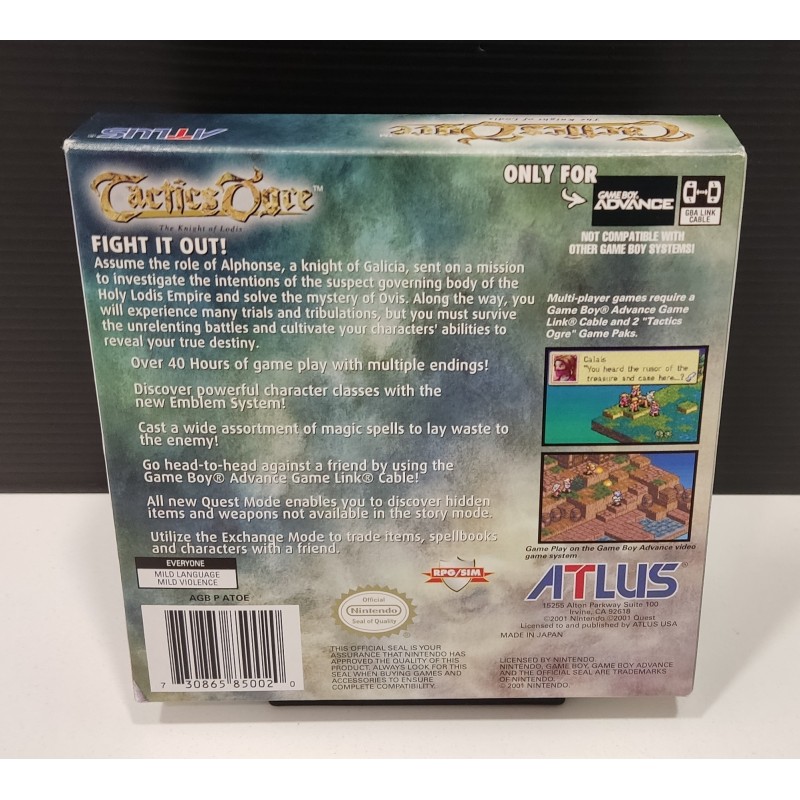 ATLUS
Tactics Ogre
The Knight of Lodis
Tactics Ogre™
The Knight of Lodis
FIGHT IT OUT!
Assume the role of Alphonse, a knight of Galicia, sent on a mission
to investigate the intentions of the suspect governing body of the
Holy Lodis Empire and solve the mystery of Ovis. Along the way, you
will experience many trials and tribulations, but you must survive
the unrelenting battles and cultivate your characters' abilities to
reveal your true destiny.
Over 40 Hours of game play with multiple endings!
Discover powerful character classes with the
new Emblem System!
Cast a wide assortment of magic spells to lay waste to
the enemy!
Go head-to-head against a friend by using the
Game Boy® Advance Game Link® Cable!
All new Quest Mode enables you to discover hidden
items and weapons not available in the story mode.
Utilize the Exchange Mode to trade items, spellbooks
and characters with a friend.
ONLY FOR
GAME BOY
ADVANCE
GBA LINK
CABLE
NOT COMPATIBLE WITH
OTHER GAME BOY SYSTEMS!
Multi-player games require a
Game Boy® Advance Game
Link® Cable and 2 "Tactics
Ogre" Game Paks.
Calais
"You heard the rumor of the
treasure and came here...?
Game Play on the Game Boy Advance video
game system
EVERYONE
MILD LANGUAGE
MILD VIOLENCE
AGB P ATOE
7 30865 85002 0
Official
Nintendo
Seal of Quality
RPG/SIM
THIS OFFICIAL SEAL IS YOUR
ASSURANCE THAT NINTENDO HAS
APPROVED THE QUALITY OF THIS
PRODUCT. ALWAYS LOOK FOR THIS
SEAL WHEN BUYING GAMES AND
ACCESSORIES TO ENSURE
COMPLETE COMPATIBILITY.
ATLUS®
15255 Alton Parkway Suite 100
Irvine, CA 92618
©2001 Nintendo ©2001 Quest
Licensed to and published by ATLUS USA
MADE IN JAPAN
LICENSED BY NINTENDO.
NINTENDO, GAME BOY, GAME BOY ADVANCE
AND THE OFFICIAL SEAL ARE TRADEMARKS
OF NINTENDO.
© 2001 NINTENDO.